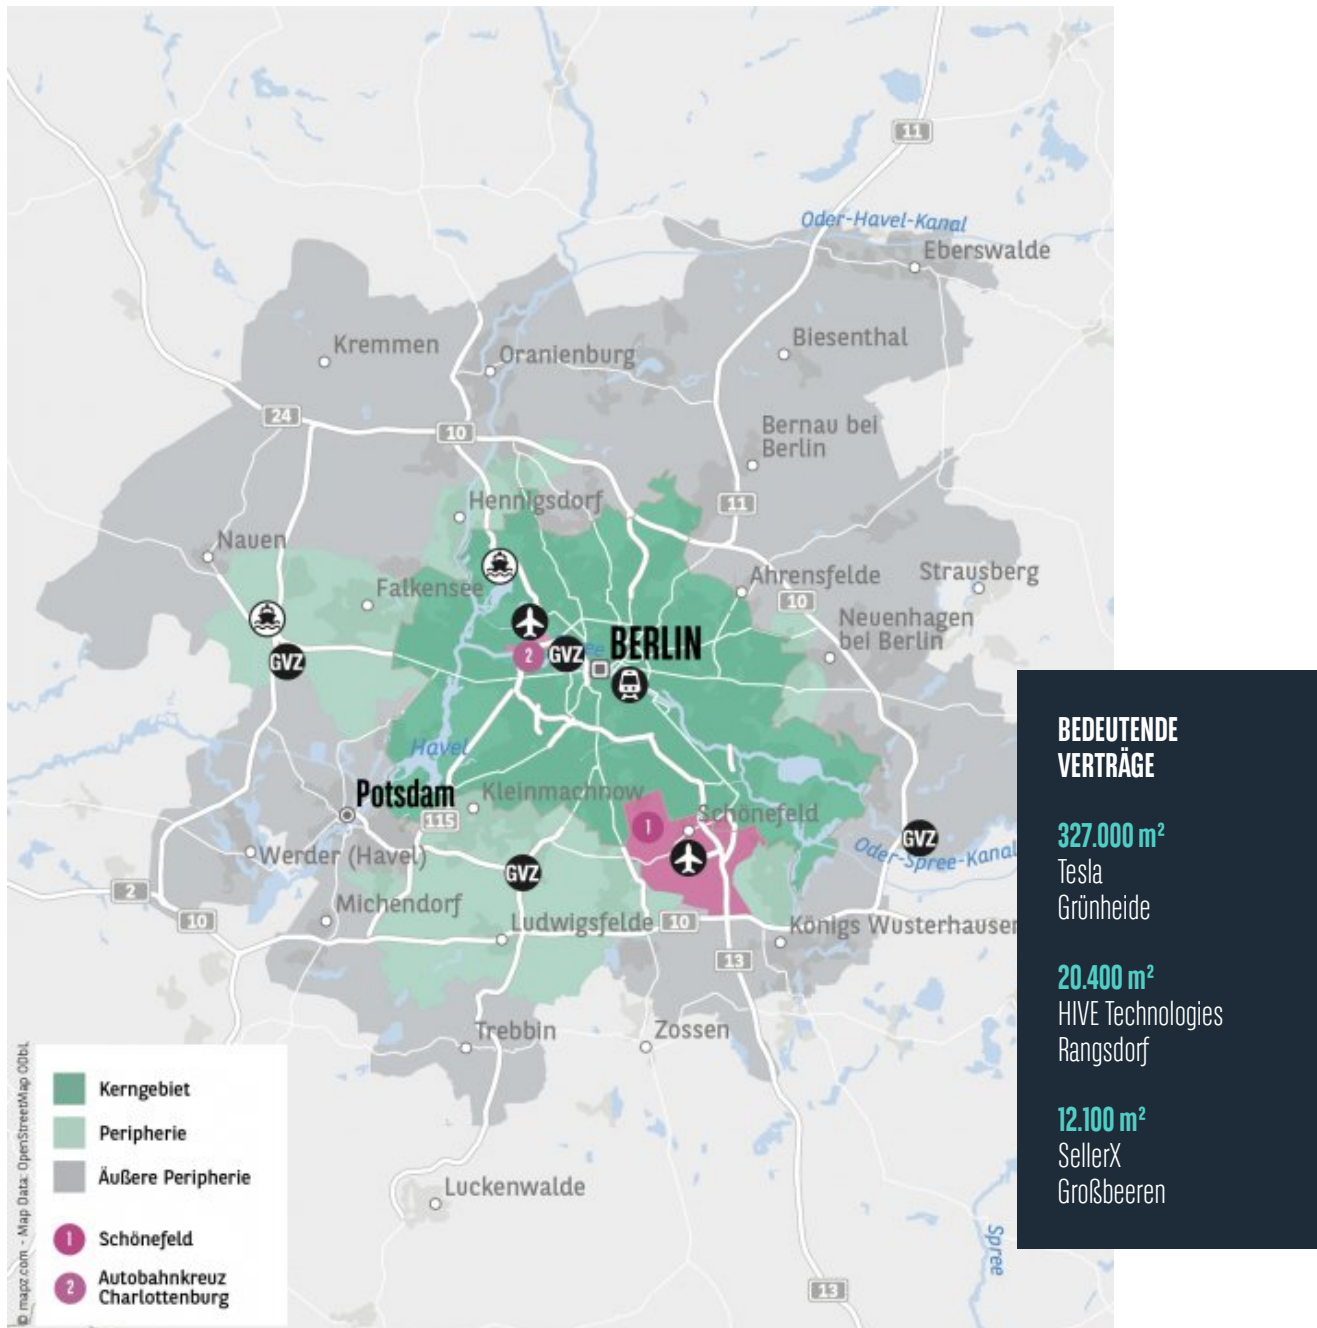 11
Oder-Havel-Kanal
Eberswalde
Kremmen
Oranienburg
Biesenthal
24
10
Bernau bei
Berlin
Hennigsdorf
11
Nauen
Falkensee
Ahrensfelde
Strausberg
10
Neuenhagen
bei Berlin
GVZ
2
GVZ
BERLIN
Havel
Potsdam
Kleinmachnow
115
1
Schönefeld
GVZ
Oder-Spree-Kanal
Werder (Havel)
GVZ
2
10
Michendorf
Ludwigsfelde
10
Königs Wusterhausen
13
Trebbin
Zossen
Luckenwalde
Spree
13
Kerngebiet
Peripherie
Äußere Peripherie
1 Schönefeld
2 Autobahnkreuz
Charlottenburg
© mapz.com - Map Data: OpenStreetMap ODbL
BEDEUTENDE
VERTRÄGE
327.000 m²
Tesla
Grünheide
20.400 m²
HIVE Technologies
Rangsdorf
12.100 m²
SellerX
Großbeeren